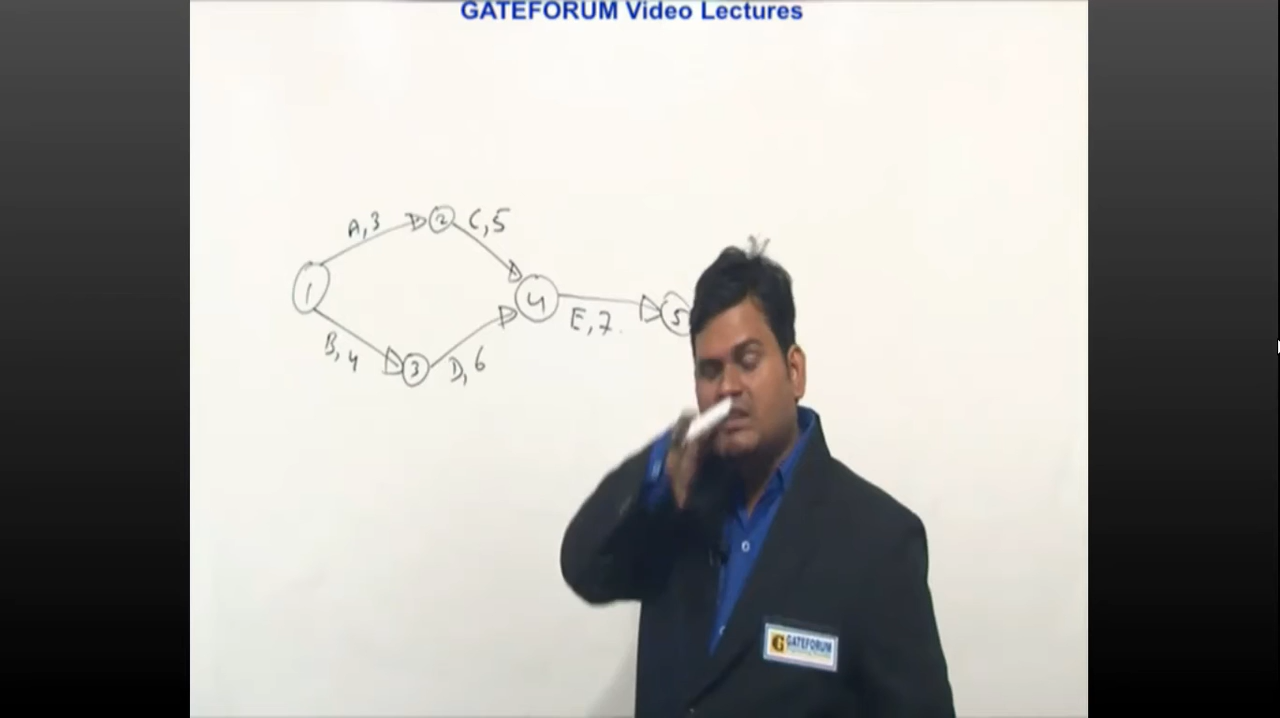 GATEFORUM Video Lectures
A,3
2
C,5
1
4
E,7.
5
B,4
3
D,6
G GATEFORUM